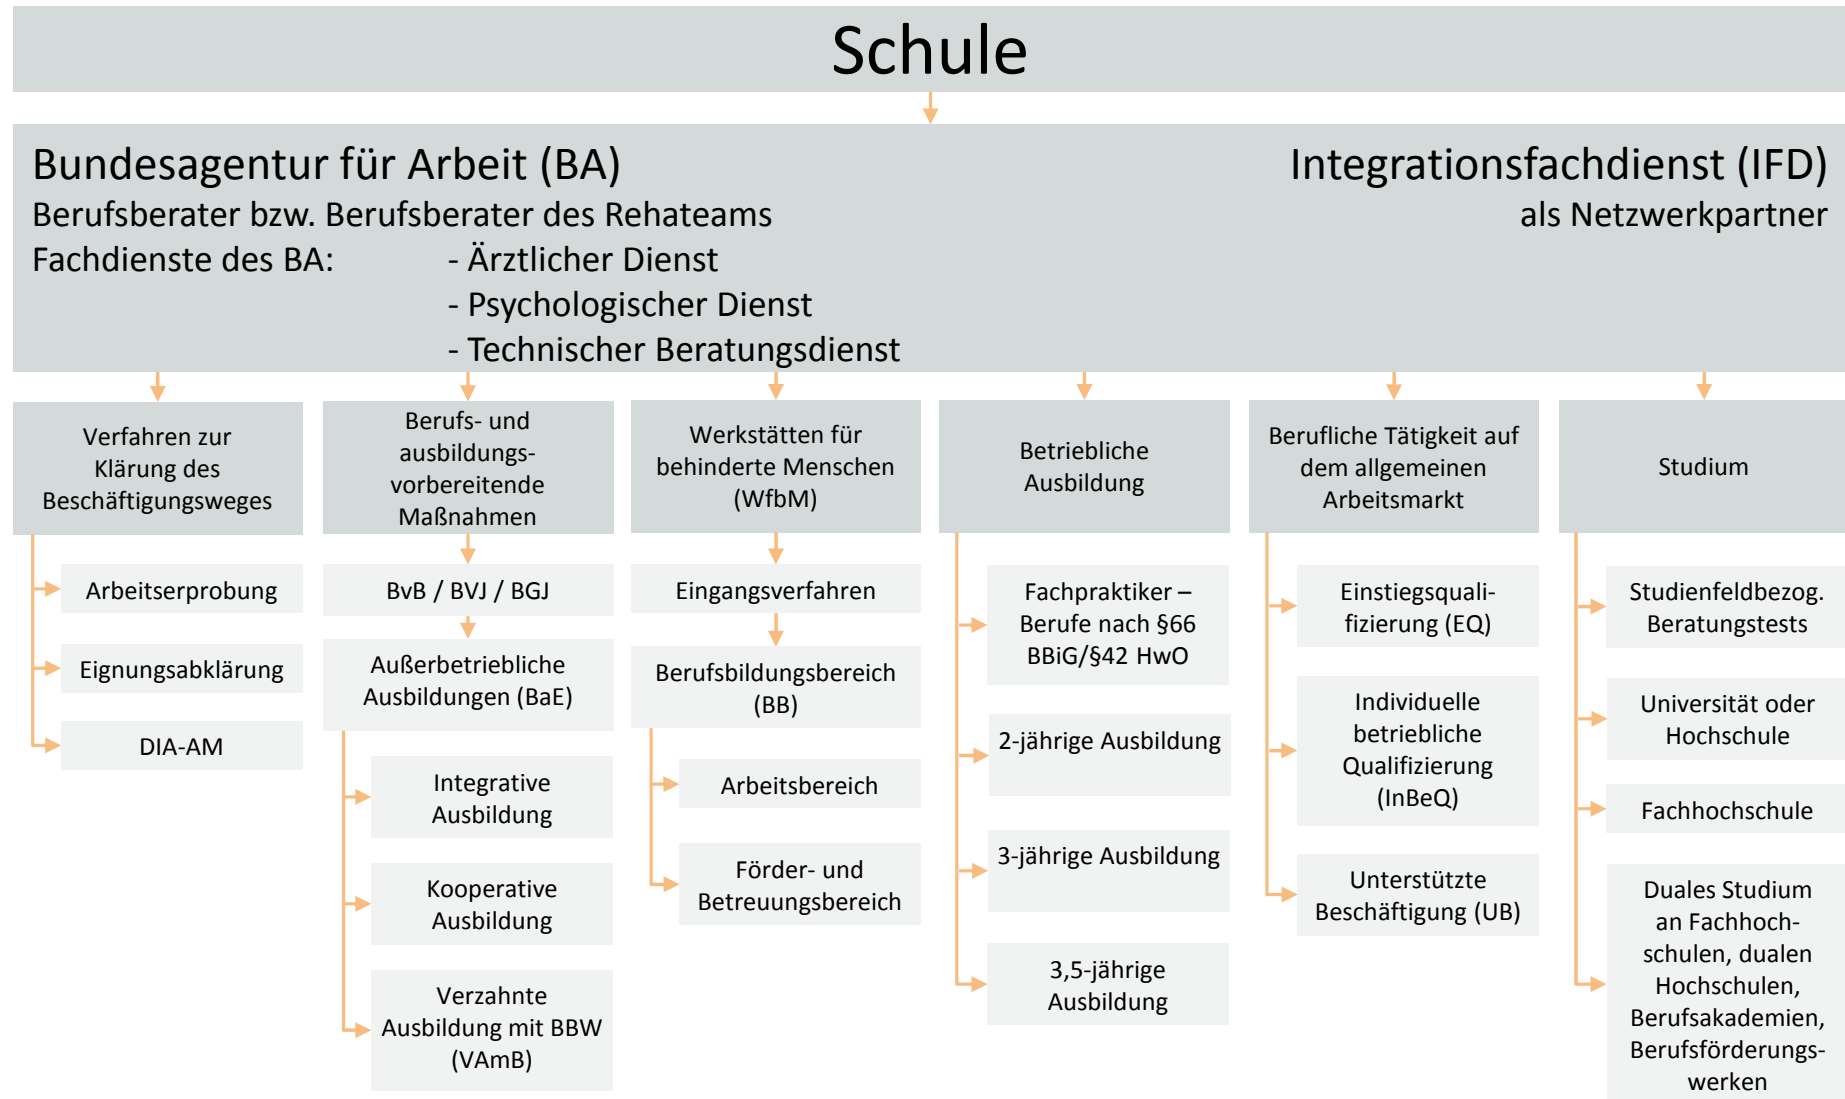 Schule
Bundesagentur für Arbeit (BA)
Berufsberater bzw. Berufsberater des Rehateams
Fachdienste des BA: - Ärztlicher Dienst
- Psychologischer Dienst
- Technischer Beratungsdienst
Integrationsfachdienst (IFD)
als Netzwerkpartner
Verfahren zur
Klärung des
Beschäftigungsweges
Arbeitserprobung
Eignungsabklärung
DIA-AM
Berufs- und
ausbildungs-
vorbereitende
Maßnahmen
BvB / BVJ / BGJ
Außerbetriebliche
Ausbildungen (BaE)
Integrative
Ausbildung
Kooperative
Ausbildung
Verzahnte
Ausbildung mit BBW
(VAmB)
Werkstätten für
behinderte Menschen
(WfbM)
Eingangsverfahren
Berufsbildungsbereich
(BB)
Arbeitsbereich
Förder- und
Betreuungsbereich
Betriebliche
Ausbildung
Fachpraktiker –
Berufe nach §66
BBiG/§42 HwO
2-jährige Ausbildung
3-jährige Ausbildung
3,5-jährige
Ausbildung
Berufliche Tätigkeit auf
dem allgemeinen
Arbeitsmarkt
Einstiegsquali-
fizierung (EQ)
Individuelle
betriebliche
Qualifizierung
(InBeQ)
Unterstützte
Beschäftigung (UB)
Studium
Studienfeldbezog.
Beratungstests
Universität oder
Hochschule
Fachhochschule
Duales Studium
an Fachhoch-
schulen, dualen
Hochschulen,
Berufsakademien,
Berufsförderungs-
werken